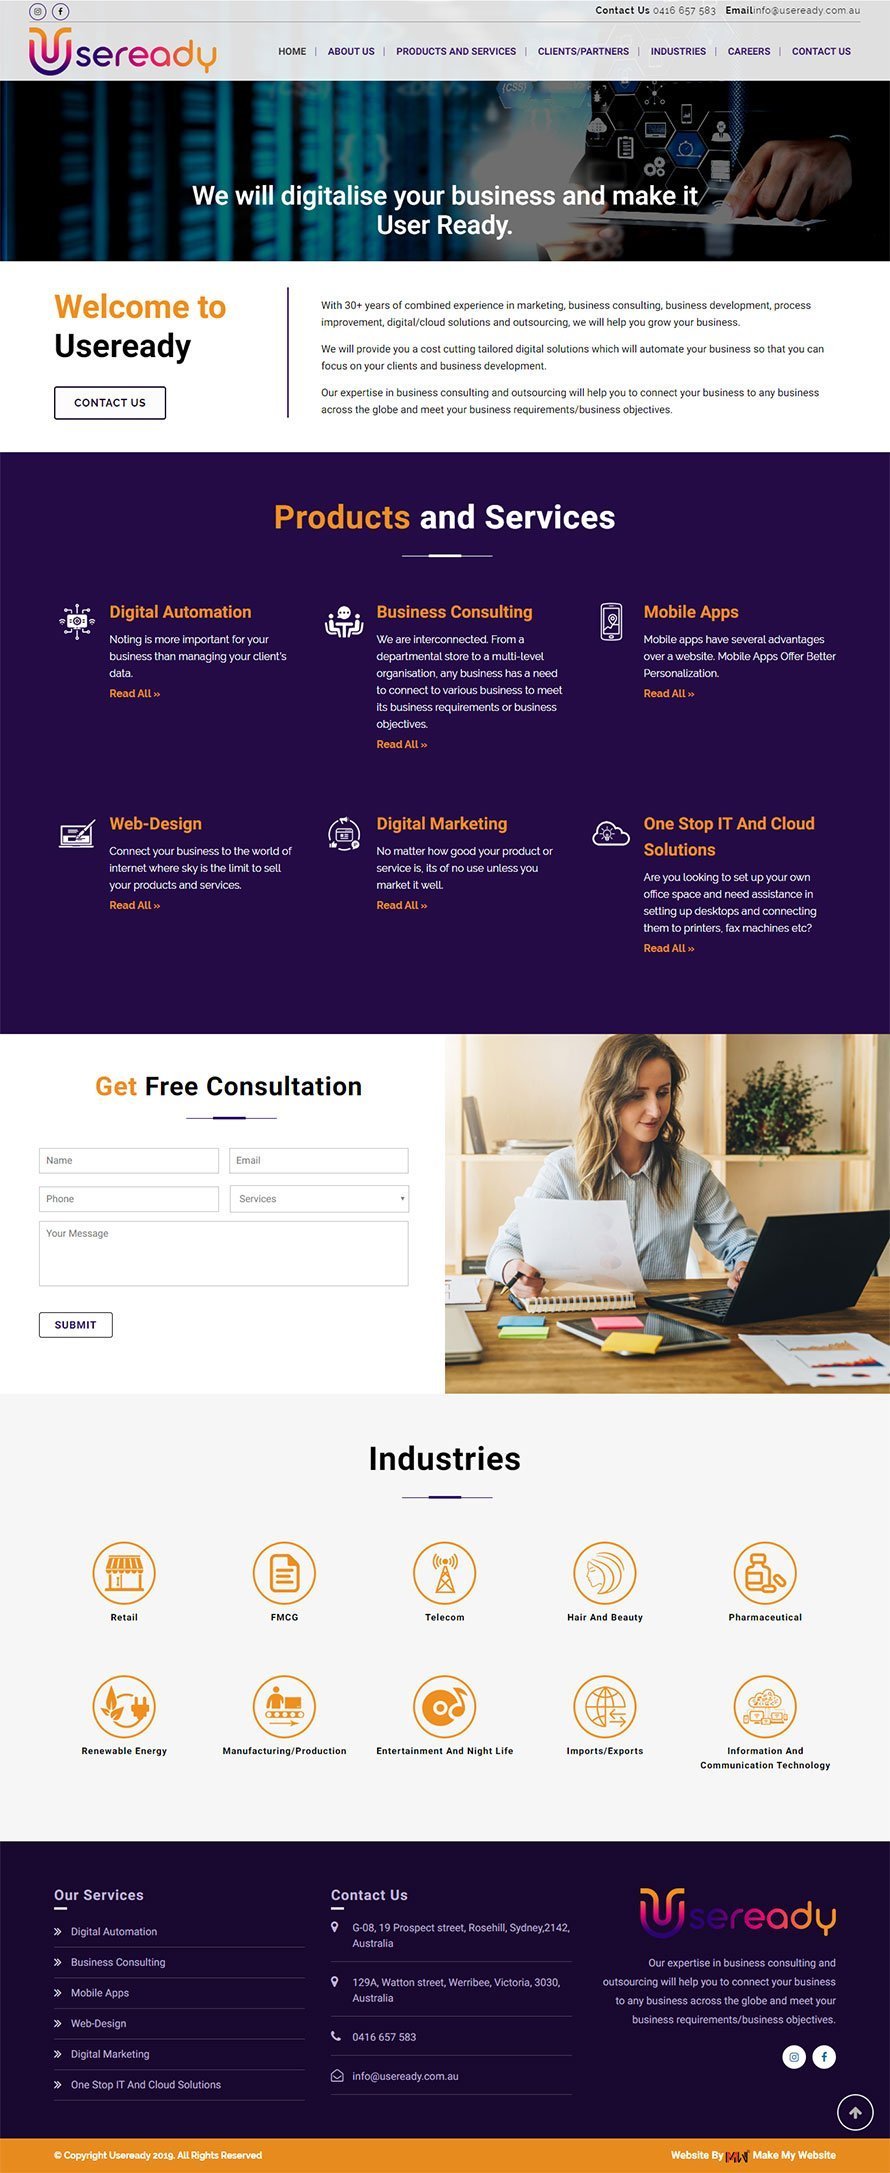 Contact Us 0416 657 583 Emailinfo@useready.com.au
Useready
HOME | ABOUT US | PRODUCTS AND SERVICES | CLIENTS/PARTNERS | INDUSTRIES | CAREERS | CONTACT US
{CSS}
We will digitalise your business and make it
User Ready.
Welcome to
Useready
CONTACT US
With 30+ years of combined experience in marketing, business consulting, business development, process
improvement, digital/cloud solutions and outsourcing, we will help you grow your business.
We will provide you a cost cutting tailored digital solutions which will automate your business so that you can
focus on your clients and business development.
Our expertise in business consulting and outsourcing will help you to connect your business to any business
across the globe and meet your business requirements/business objectives.
Products and Services
Digital Automation
Noting is more important for your
business than managing your client's
data.
Read All »
Business Consulting
We are interconnected. From a
departmental store to a multi-level
organisation, any business has a need
to connect to various business to meet
its business requirements or business
objectives.
Read All »
Mobile Apps
Mobile apps have several advantages
over a website. Mobile Apps Offer Better
Personalization.
Read All »
Web-Design
Connect your business to the world of
internet where sky is the limit to sell
your products and services.
Read All »
Digital Marketing
No matter how good your product or
service is, its of no use unless you
market it well.
Read All »
One Stop IT And Cloud
Solutions
Are you looking to set up your own
office space and need assistance in
setting up desktops and connecting
them to printers, fax machines etc?
Read All »
Get Free Consultation
Name
Email
Phone
Services
Your Message
SUBMIT
Industries
Retail
FMCG
Telecom
Hair And Beauty
Pharmaceutical
Renewable Energy
Manufacturing/Production
Entertainment And Night Life
Imports/Exports
Information And
Communication Technology
Our Services
Digital Automation
Business Consulting
Mobile Apps
Web-Design
Digital Marketing
One Stop IT And Cloud Solutions
Contact Us
G-08, 19 Prospect street, Rosehill, Sydney,2142,
Australia
129A, Watton street, Werribee, Victoria, 3030,
Australia
0416 657 583
info@useready.com.au
Useready
Our expertise in business consulting and
outsourcing will help you to connect your business
to any business across the globe and meet your
business requirements/business objectives.
© Copyright Useready 2019. All Rights Reserved
Website By MMW Make My Website